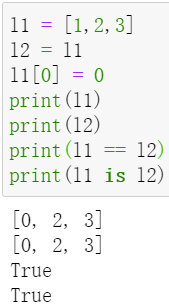 l1 = [1,2,3]
l2 = l1
l1[0] = 0
print(l1)
print(l2)
print(l1 == l2)
print(l1 is l2)
[0, 2, 3]
[0, 2, 3]
True
True